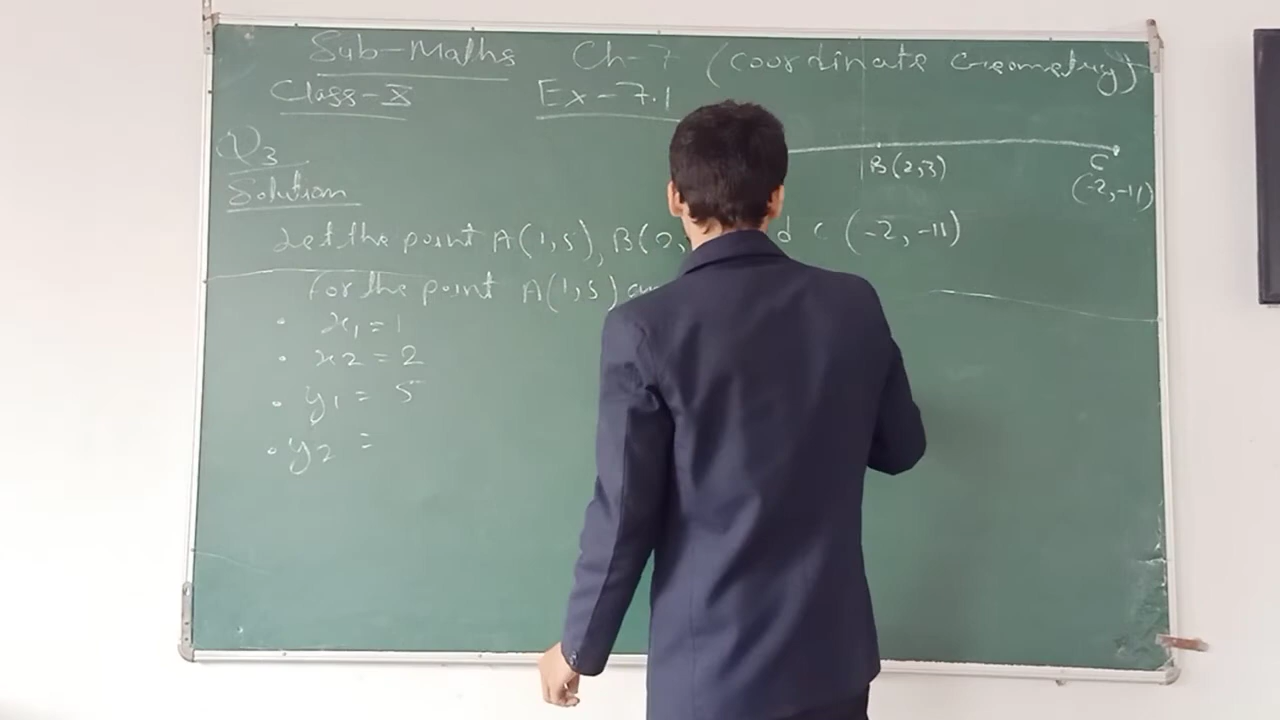 Sub-Maths Ch-7 (Coordinate Geometry)
Class-X Ex-7.1
Q3
B(2,3) C
(-2,-11)
Solution
Let the point A(1,5), B(2, d C (-2,-11)
for the point A(1,5) an
• x1 = 1
• x2 = 2
• y1 = 5
• y2 =